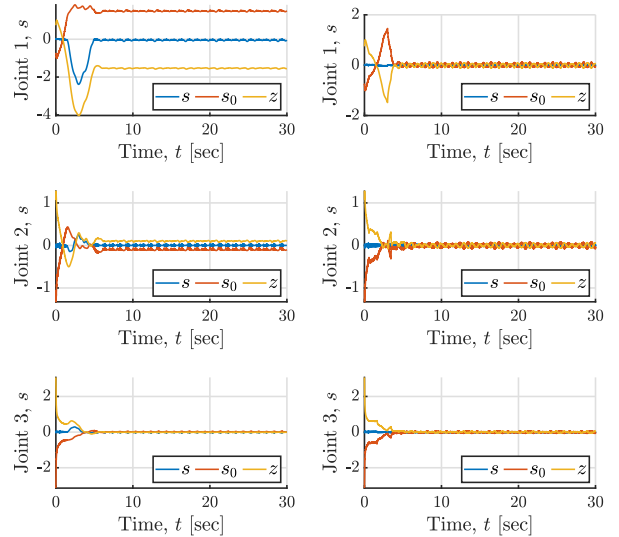 Joint 1, s
0
-2
-4
s s₀ z
0 10 20 30
Time, t [sec]
Joint 1, s
2
0
-2
s s₀ z
0 10 20 30
Time, t [sec]
Joint 2, s
1
0
-1
s s₀ z
0 10 20 30
Time, t [sec]
Joint 2, s
1
0
-1
s s₀ z
0 10 20 30
Time, t [sec]
Joint 3, s
2
0
-2
s s₀ z
0 10 20 30
Time, t [sec]
Joint 3, s
2
0
-2
s s₀ z
0 10 20 30
Time, t [sec]